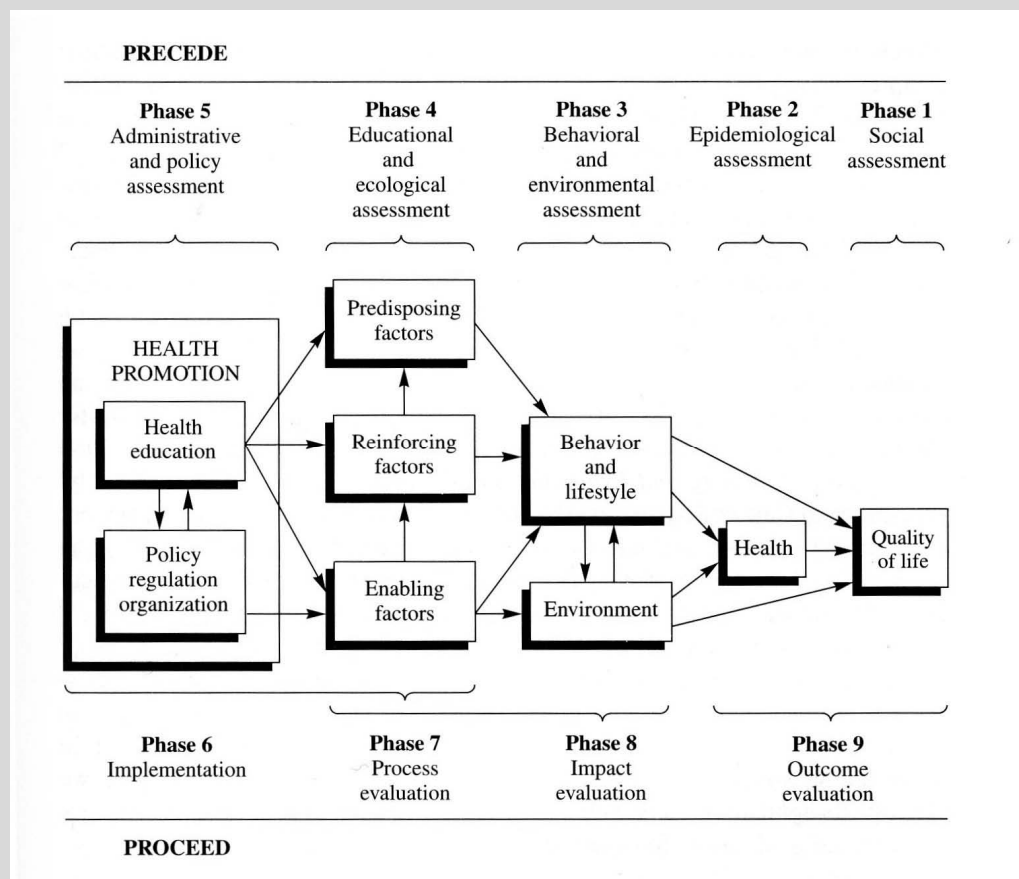 PRECEDE
Phase 5
Administrative
and policy
assessment
Phase 4
Educational
and
ecological
assessment
Phase 3
Behavioral
and
environmental
assessment
Phase 2
Epidemiological
assessment
Phase 1
Social
assessment
HEALTH
PROMOTION
Health
education
Policy
regulation
organization
Predisposing
factors
Reinforcing
factors
Enabling
factors
Behavior
and
lifestyle
Environment
Health
Quality
of life
Phase 6
Implementation
Phase 7
Process
evaluation
Phase 8
Impact
evaluation
Phase 9
Outcome
evaluation
PROCEED